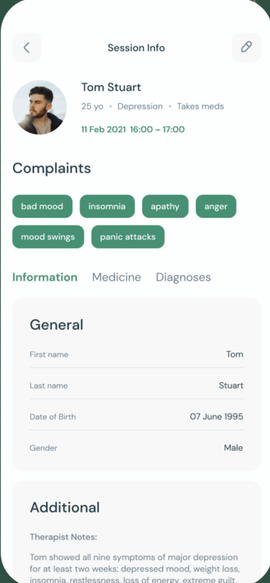 Session Info
Tom Stuart
25 yo • Depression • Takes meds
11 Feb 2021 16:00 – 17:00
Complaints
bad mood insomnia apathy anger
mood swings panic attacks
Information Medicine Diagnoses
General
First name Tom
Last name Stuart
Date of Birth 07 June 1995
Gender Male
Additional
Therapist Notes:
Tom showed all nine symptoms of major depression
for at least two weeks: depressed mood, weight loss,
insomnia, restlessness, loss of energy, extreme guilt,